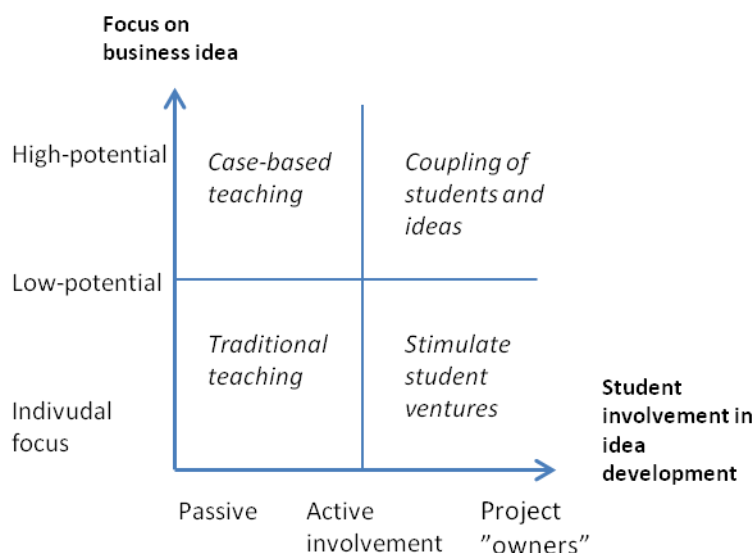 Focus on
business idea
High-potential
Case-based
teaching
Coupling of
students and
ideas
Low-potential
Traditional
teaching
Stimulate
student
ventures
Indivudal
focus
Student
involvement in
idea
development
Passive
Active
involvement
Project
”owners”